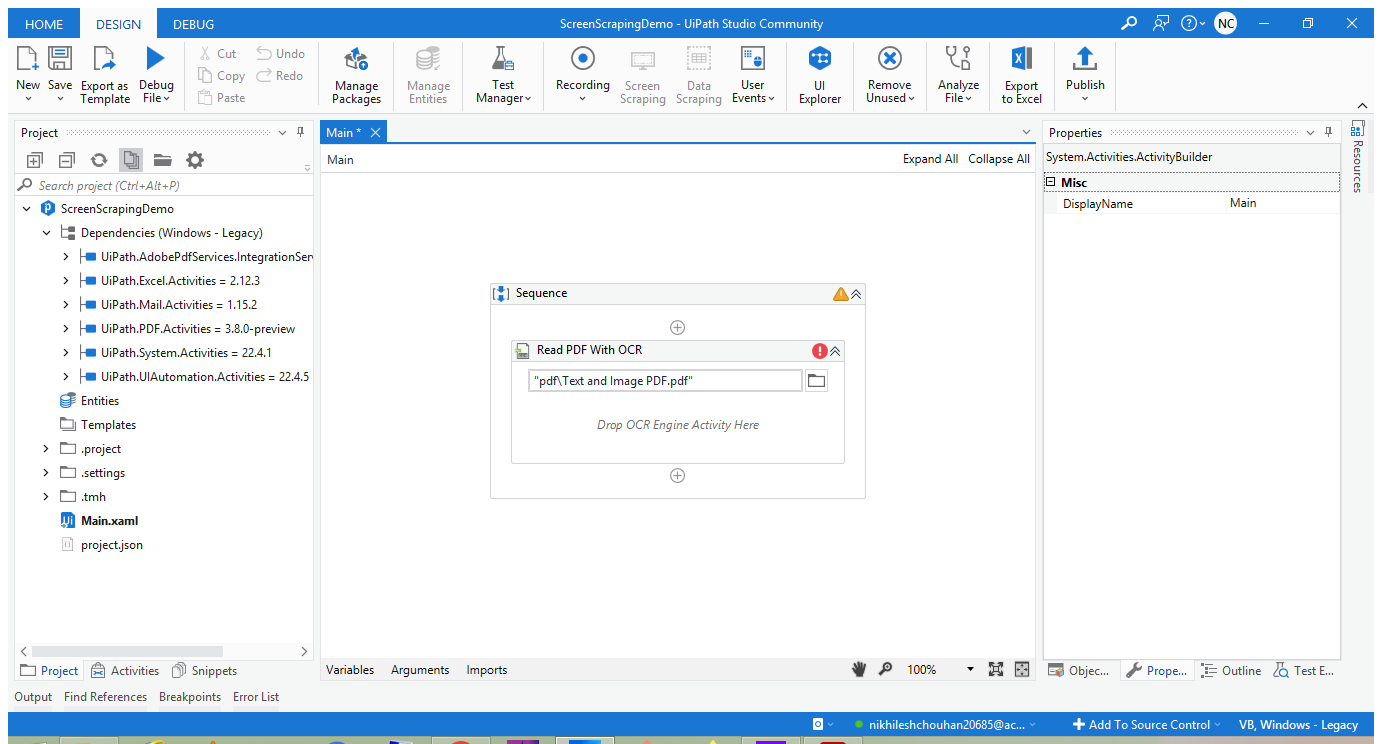 HOME DESIGN DEBUG ScreenScrapingDemo - UiPath Studio Community NC
New Save Export as Template Debug File Cut Copy Paste Undo Redo Manage Packages Manage Entities Test Manager Recording Screen Scraping Data Scraping User Events UI Explorer Remove Unused Analyze File Export to Excel Publish
Project
Search project (Ctrl+Alt+P)
ScreenScrapingDemo
Dependencies (Windows - Legacy)
UiPath.AdobePdfServices.IntegrationSer
UiPath.Excel.Activities = 2.12.3
UiPath.Mail.Activities = 1.15.2
UiPath.PDF.Activities = 3.8.0-preview
UiPath.System.Activities = 22.4.1
UiPath.UIAutomation.Activities = 22.4.5
Entities
Templates
.project
.settings
.tmh
Main.xaml
project.json
Project Activities Snippets
Main *
Main Expand All Collapse All
Sequence
Read PDF With OCR
"pdf\Text and Image PDF.pdf"
Drop OCR Engine Activity Here
Variables Arguments Imports 100%
Properties
System.Activities.ActivityBuilder
Misc
DisplayName Main
Objec... Prope... Outline Test E...
Resources
Output Find References Breakpoints Error List
nikhileshchouhan20685@ac... Add To Source Control VB, Windows - Legacy